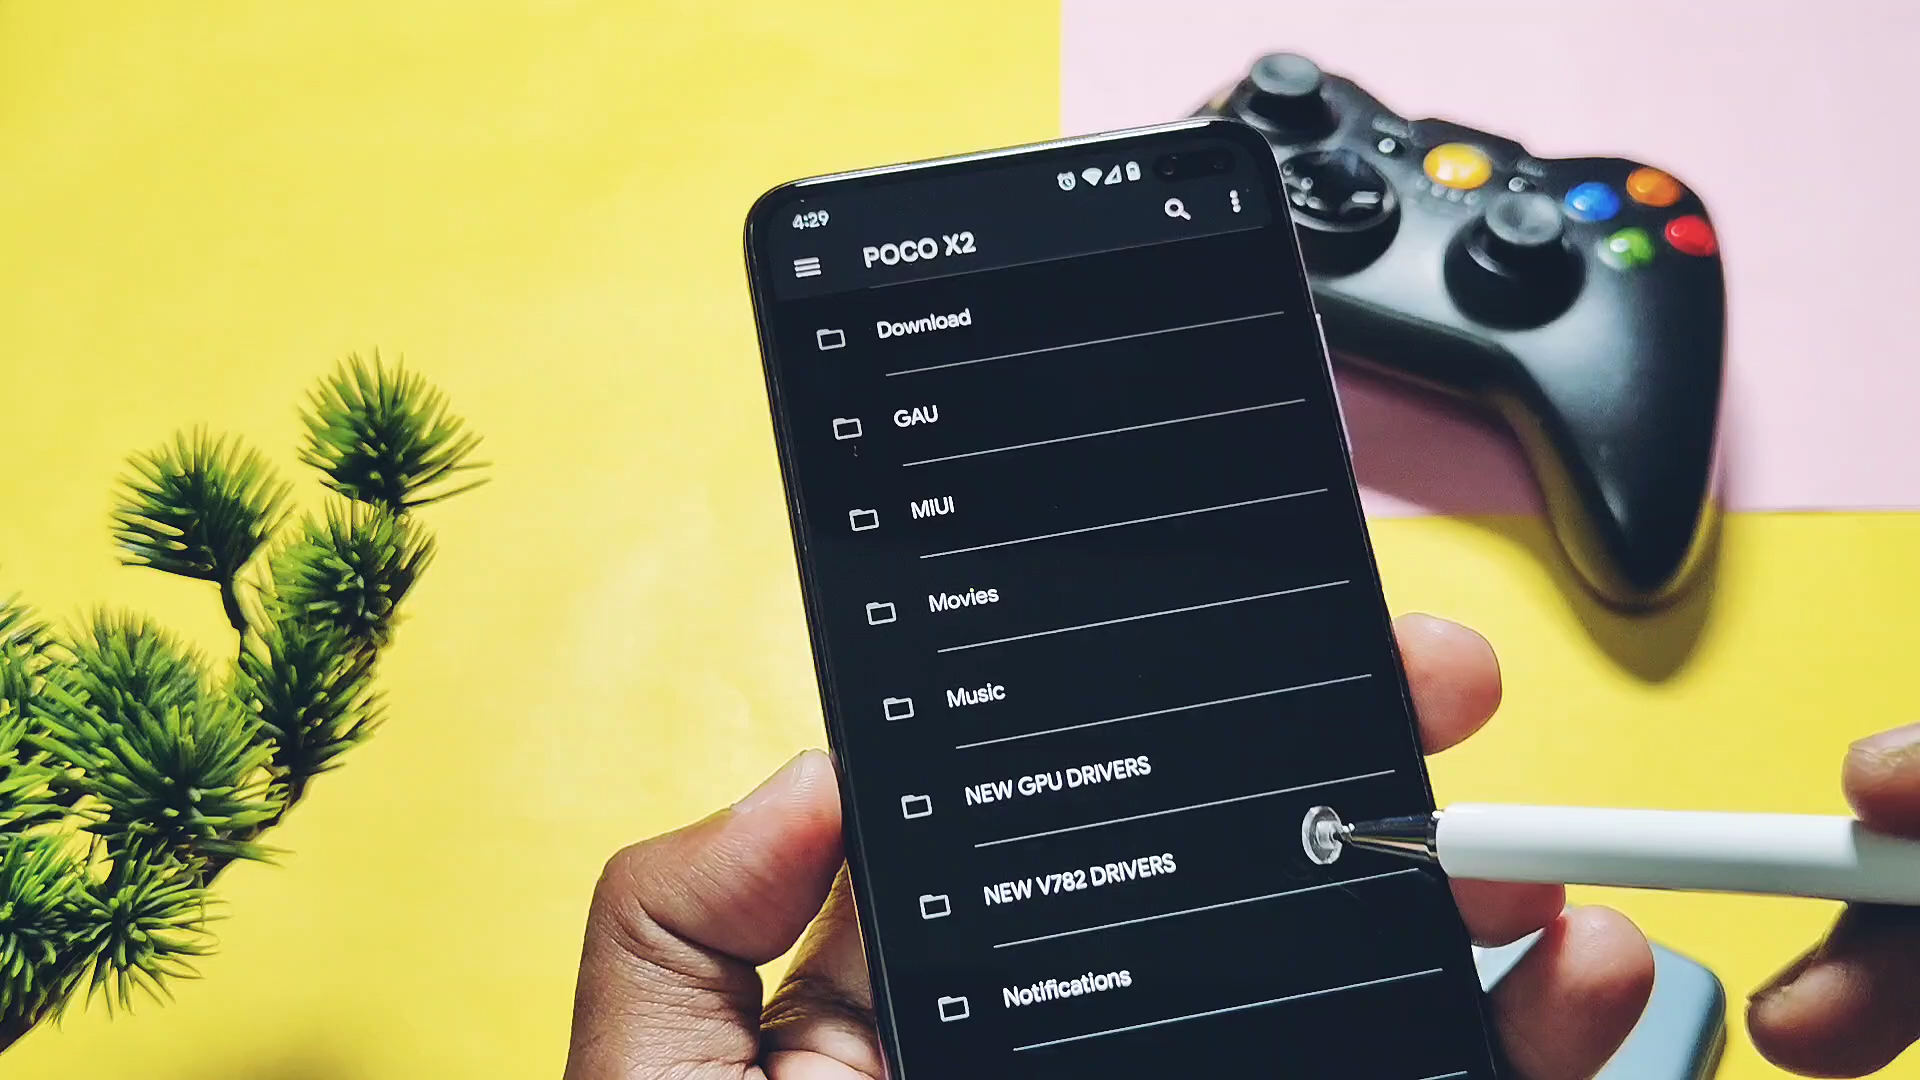 4:29
POCO X2
Download
GAU
MIUI
Movies
Music
NEW GPU DRIVERS
NEW V782 DRIVERS
Notifications